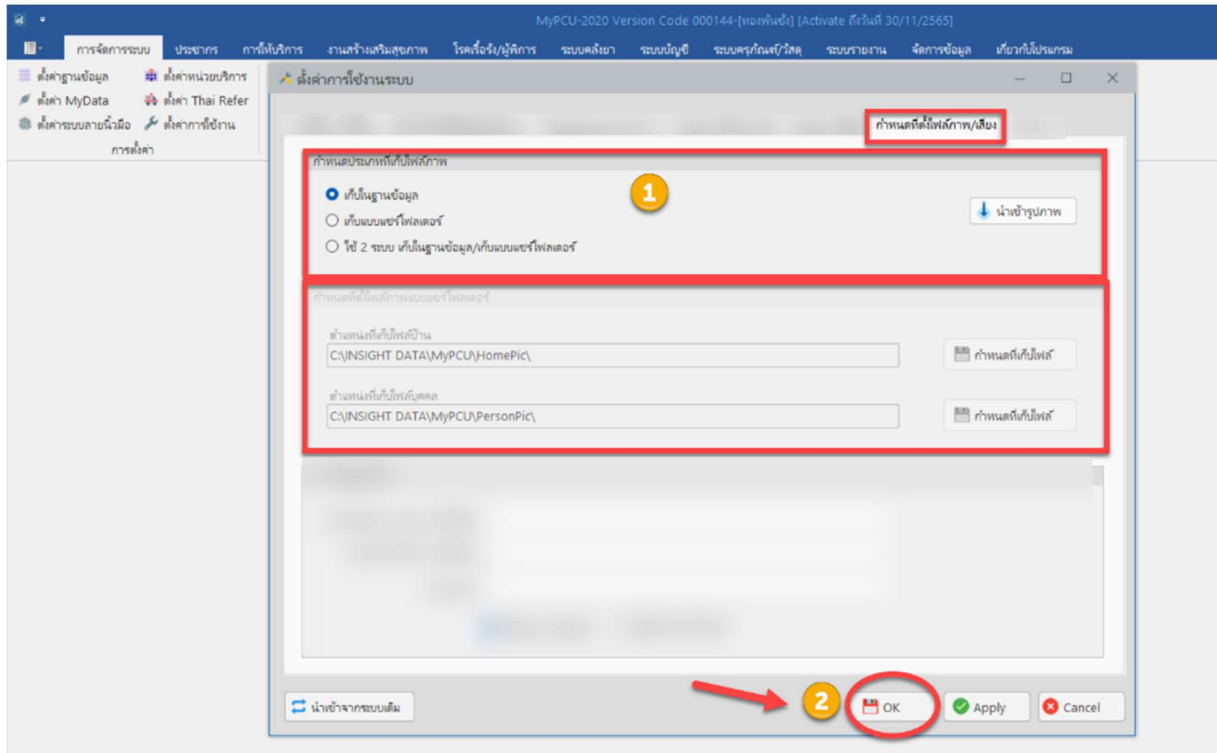 MyPCU-2020 Version Code 000144-[ทองพันชั่ง] [Activate ถึงวันที่ 30/11/2565]
การจัดการระบบ ประชากร การให้บริการ งานสร้างเสริมสุขภาพ โรคเรื้อรัง/ผู้พิการ ระบบคลังยา ระบบบัญชี ระบบครุภัณฑ์/วัสดุ ระบบรายงาน จัดการข้อมูล เกี่ยวกับโปรแกรม
ตั้งค่าฐานข้อมูล ตั้งค่าหน่วยบริการ
ตั้งค่า MyData ตั้งค่า Thai Refer
ตั้งค่าระบบลายนิ้วมือ ตั้งค่าการใช้งาน
การตั้งค่า
ตั้งค่าการใช้งานระบบ
กำหนดที่ตั้งไฟล์ภาพ/เสียง
กำหนดประเภทที่เก็บไฟล์ภาพ
1
เก็บในฐานข้อมูล
นำเข้ารูปภาพ
เก็บแบบแชร์โฟลเดอร์
ใช้ 2 ระบบ เก็บในฐานข้อมูล/เก็บแบบแชร์โฟลเดอร์
กำหนดที่ตั้งไฟล์ภาพแบบแชร์โฟลเดอร์
ตำแหน่งที่เก็บไฟล์บ้าน
C:\INSIGHT DATA\MyPCU\HomePic\
กำหนดที่เก็บไฟล์
ตำแหน่งที่เก็บไฟล์บุคคล
C:\INSIGHT DATA\MyPCU\PersonPic\
กำหนดที่เก็บไฟล์
นำเข้าจากระบบเดิม
2
OK
Apply
Cancel